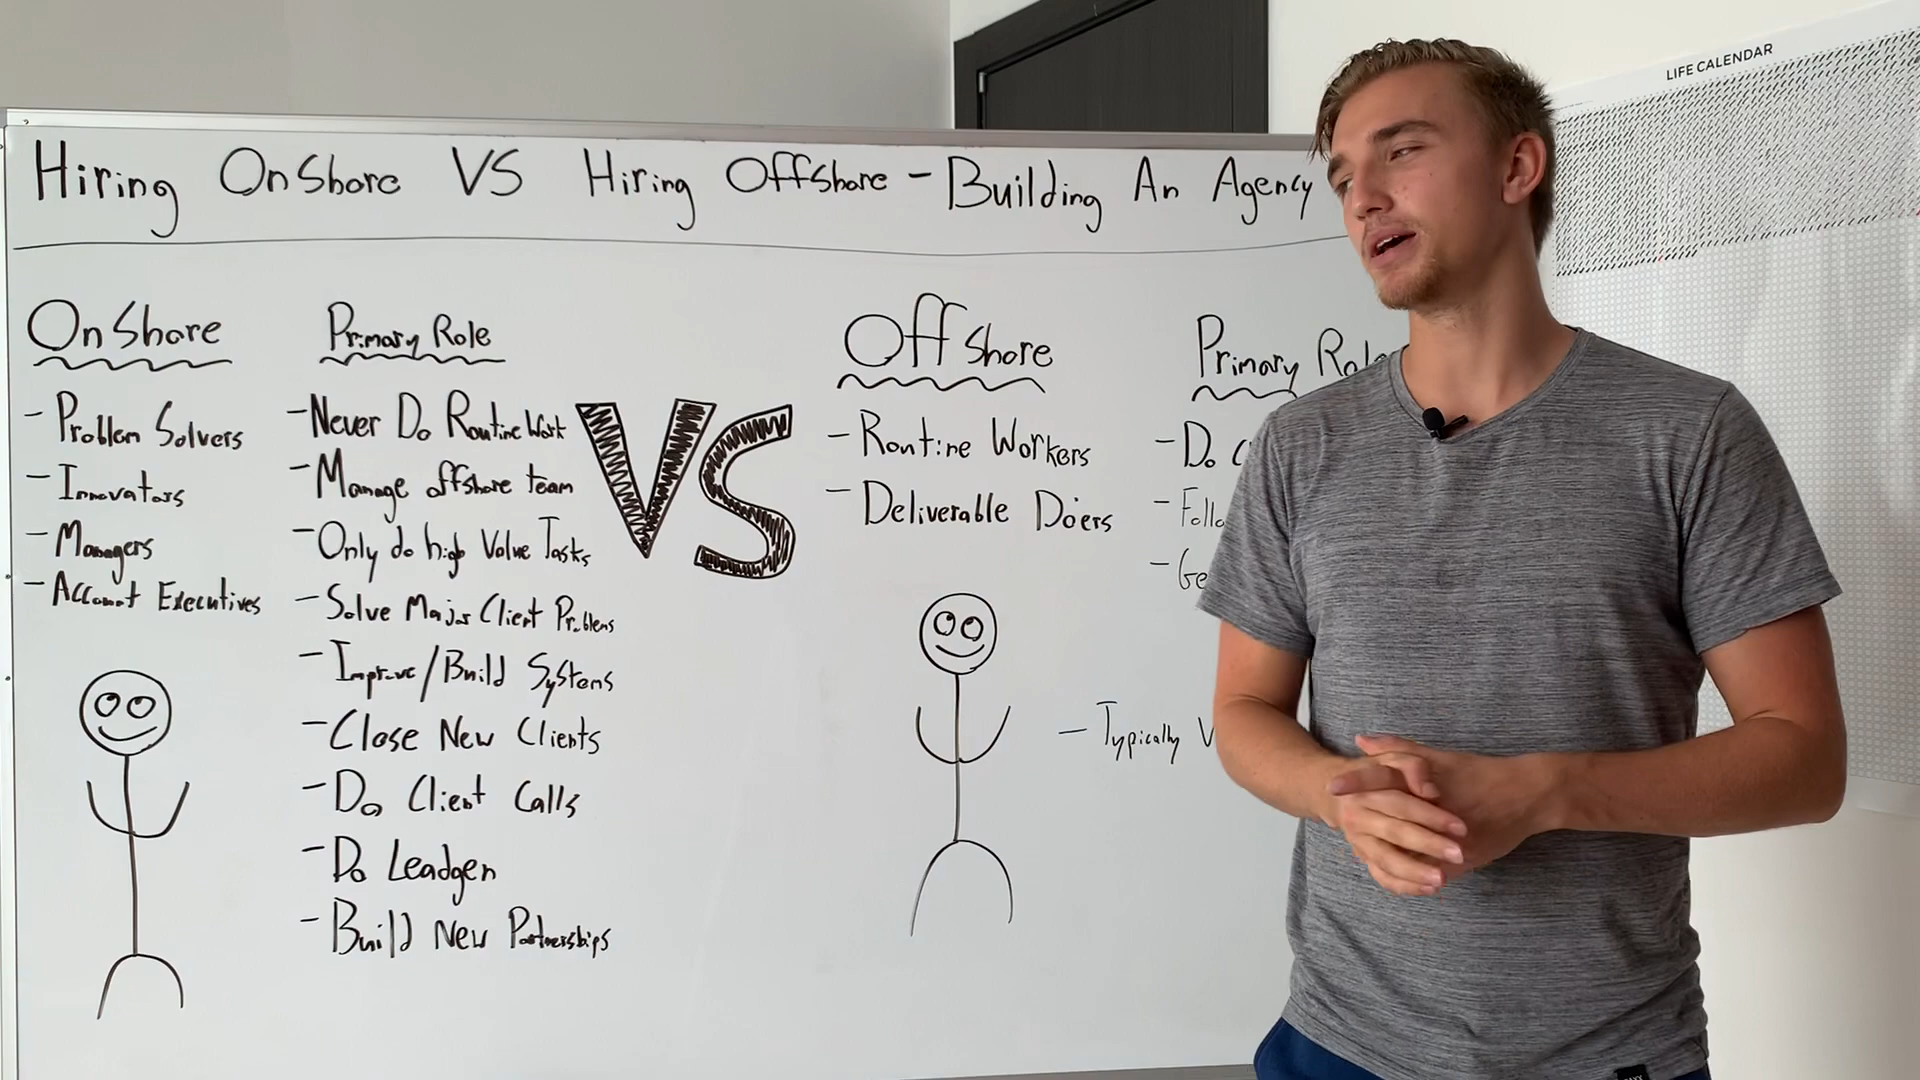 Hiring OnShore VS Hiring Offshore - Building An Agency
LIFE CALENDAR
OnShore
- Problem Solvers
- Innovators
- Managers
- Account Executives
Primary Role
- Never Do Routine Work
- Manage offshore team
- Only do high Value Tasks
- Solve Major Client Problems
- Improve/Build Systems
- Close New Clients
- Do Client Calls
- Do Leadgen
- Build New Partnerships
VS
Offshore
- Routine Workers
- Deliverable Doers
Primary Role
- Do C
- Follo
- Ge
- Typically V